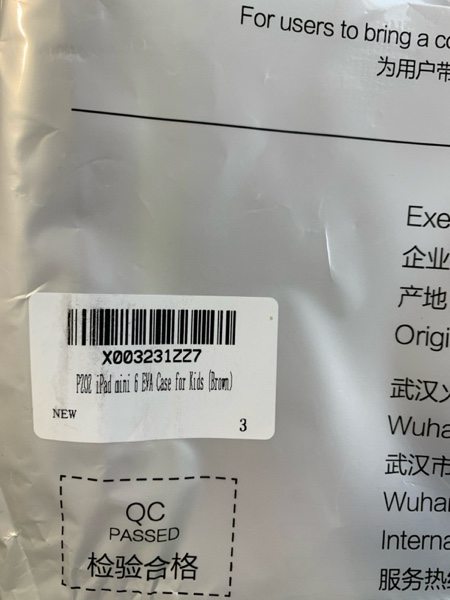 For users to bring a
为用户带
Exe
企业
产地
Origi
X003231ZZ7
P202 iPad mini 6 EVA Case for Kids (Brown)
NEW
3
武汉
Wuha
武汉市
Wuha
Interna
服务热
QC
PASSED
检验合格